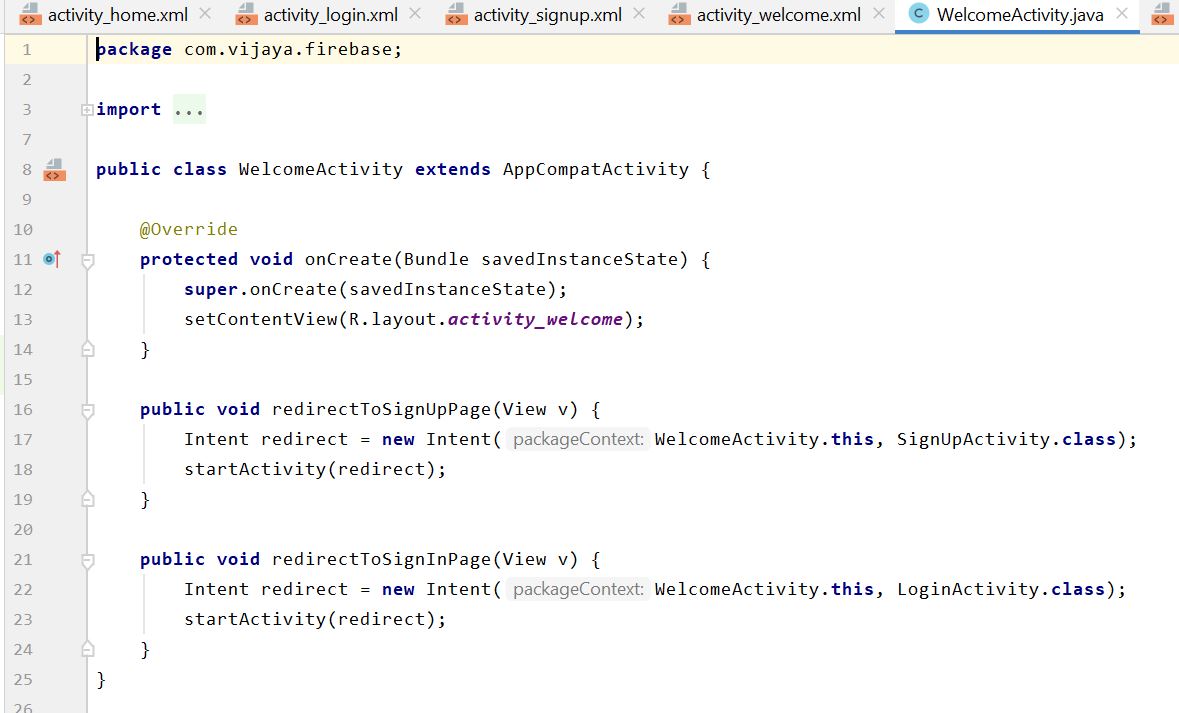 activity_home.xml activity_login.xml activity_signup.xml activity_welcome.xml WelcomeActivity.java
1 package com.vijaya.firebase;
2
3 import ...
7
8 public class WelcomeActivity extends AppCompatActivity {
9
10 @Override
11 protected void onCreate(Bundle savedInstanceState) {
12 super.onCreate(savedInstanceState);
13 setContentView(R.layout.activity_welcome);
14 }
15
16 public void redirectToSignUpPage(View v) {
17 Intent redirect = new Intent( packageContext: WelcomeActivity.this, SignUpActivity.class);
18 startActivity(redirect);
19 }
20
21 public void redirectToSignInPage(View v) {
22 Intent redirect = new Intent( packageContext: WelcomeActivity.this, LoginActivity.class);
23 startActivity(redirect);
24 }
25 }
26